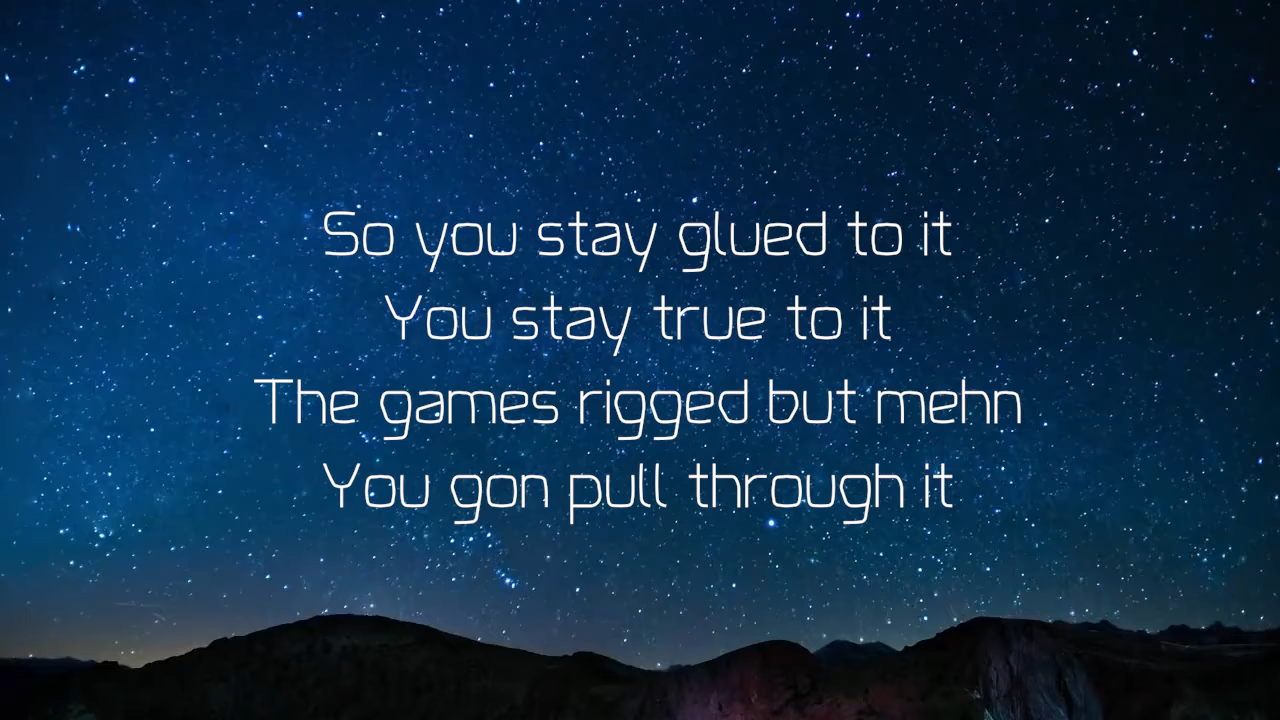 So you stay glued to it
You stay true to it
The games rigged but mehn
You gon pull through it